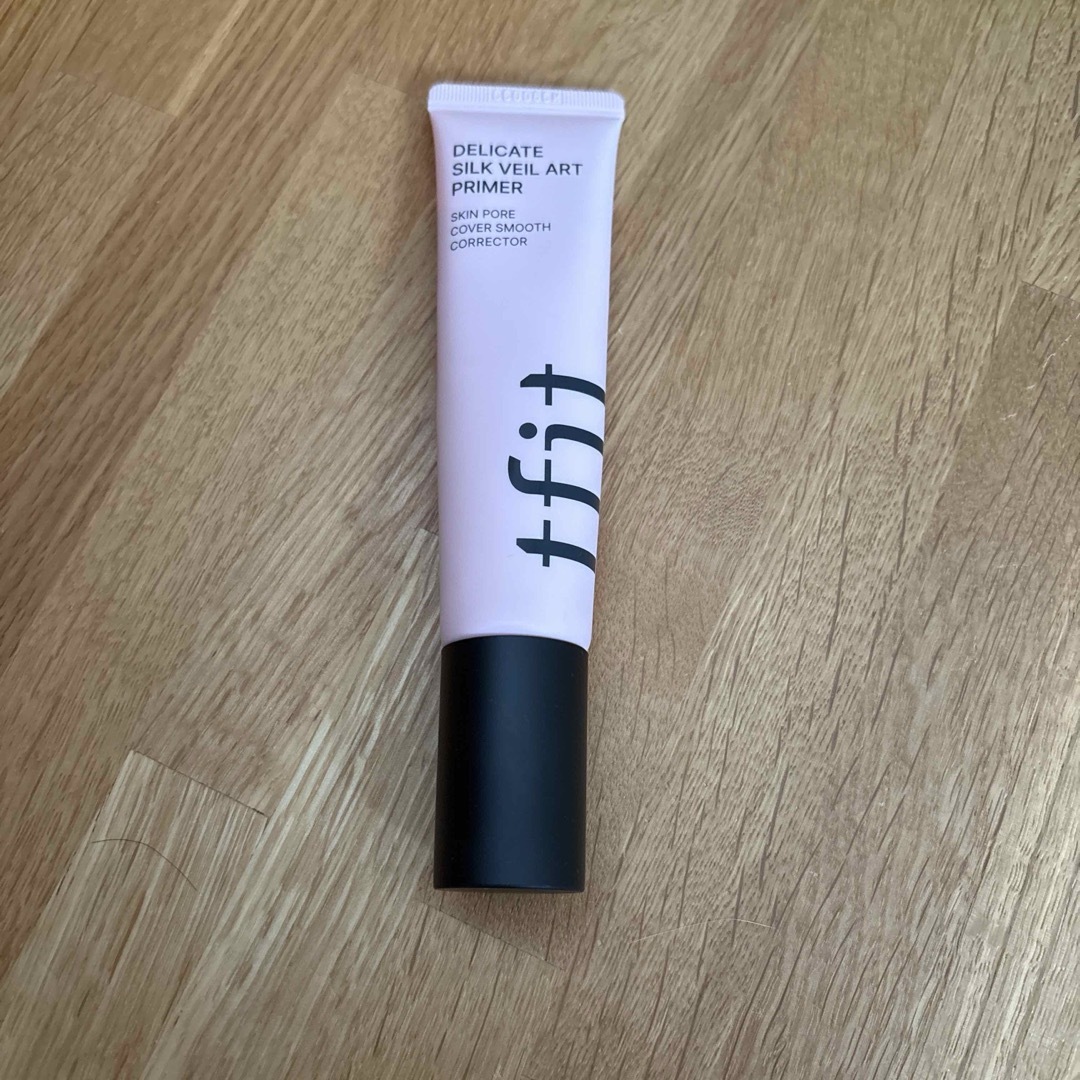 DELICATE
SILK VEIL ART
PRIMER
SKIN PORE
COVER SMOOTH
CORRECTOR
tfit